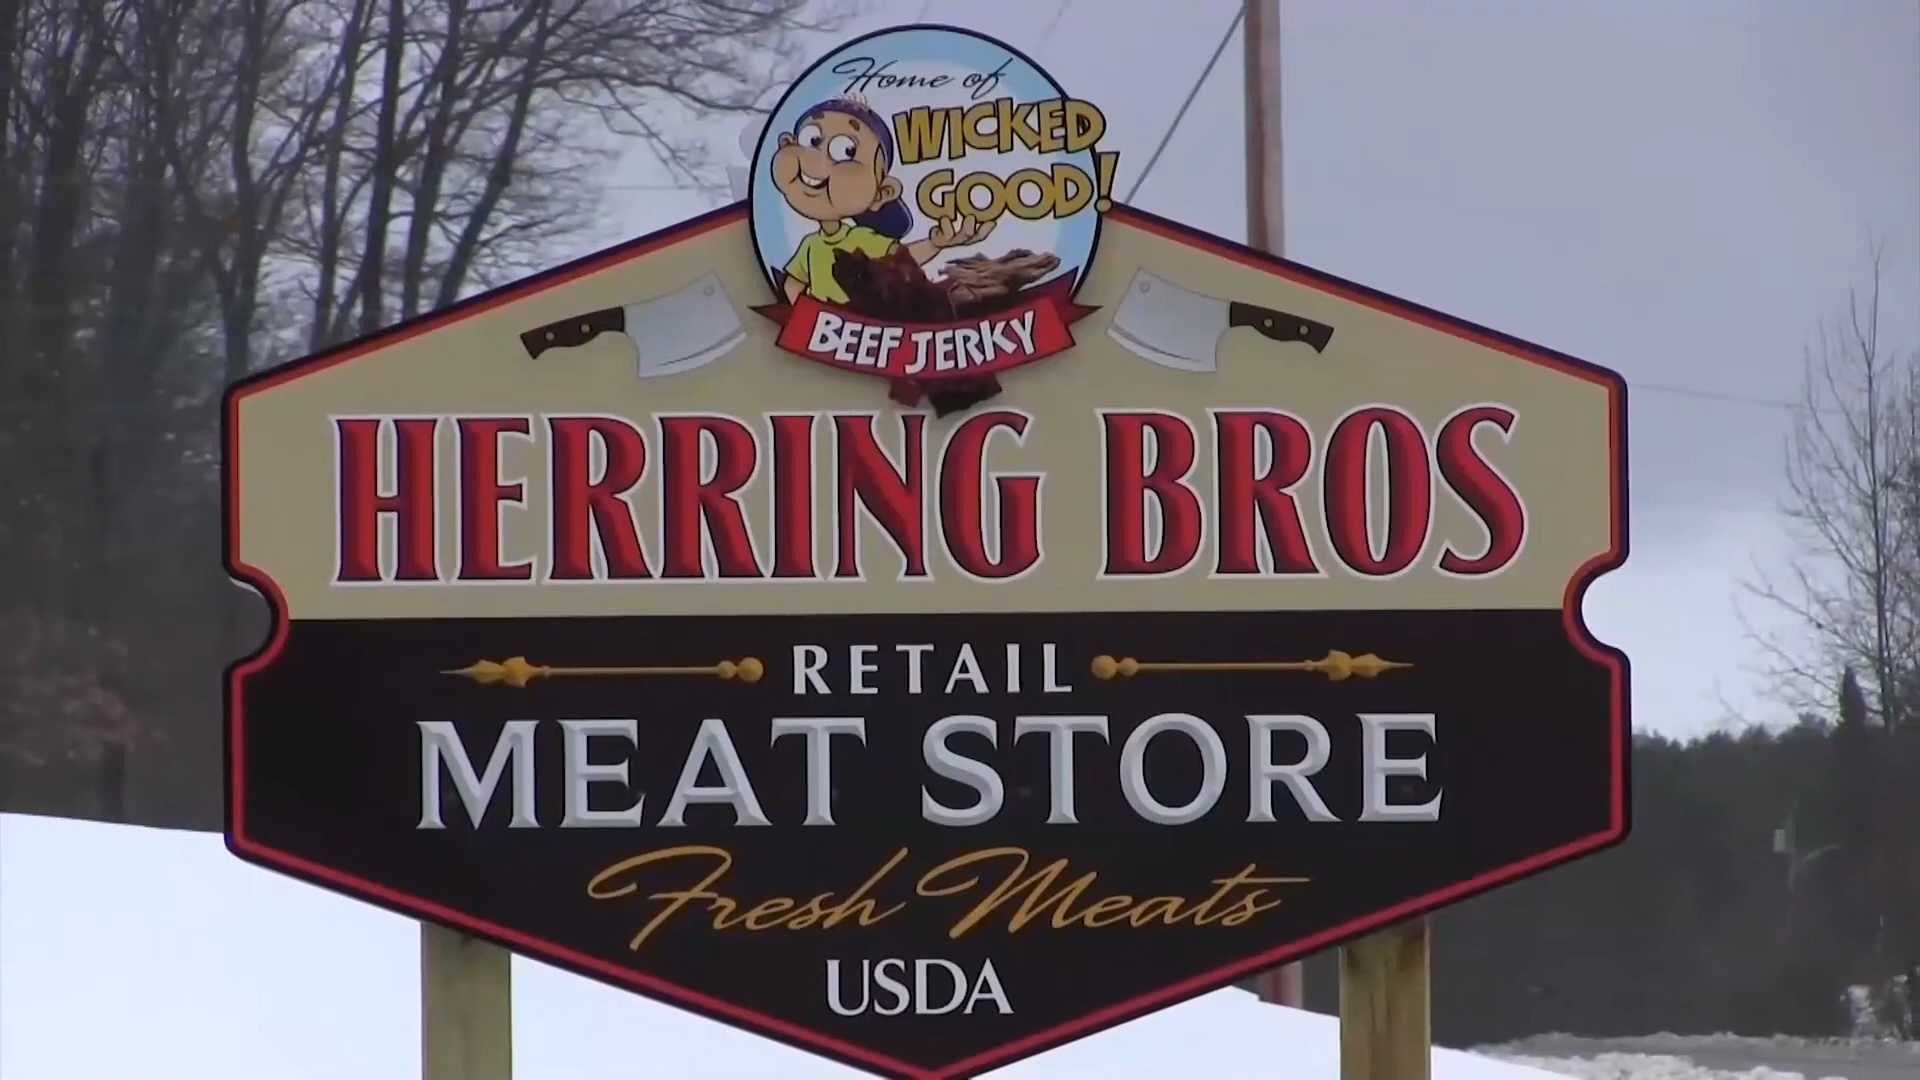 Home of
WICKED
GOOD!
BEEF JERKY
HERRING BROS
RETAIL
MEAT STORE
Fresh Meats
USDA